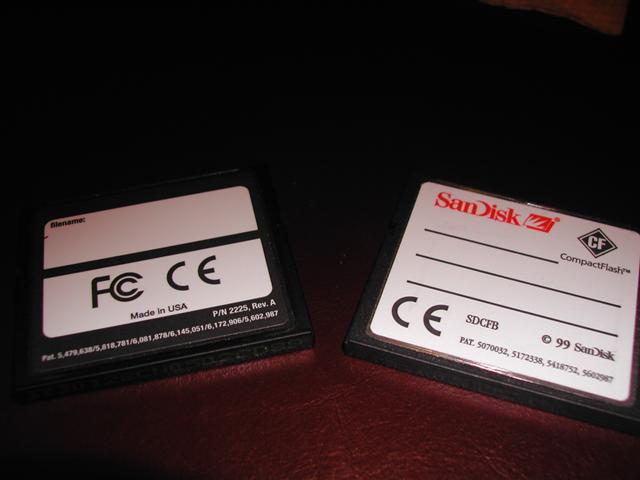 filename:
FC CE
Made in USA
P/N 2225, Rev. A
Pat. 5,479,638/5,818,781/6,081,878/6,145,051/6,172,906/5,602,987
SanDisk
CF
CompactFlash™
CE SDCFB
© 99 SanDisk
PAT. 5070032, 5172338, 5418752, 5602987